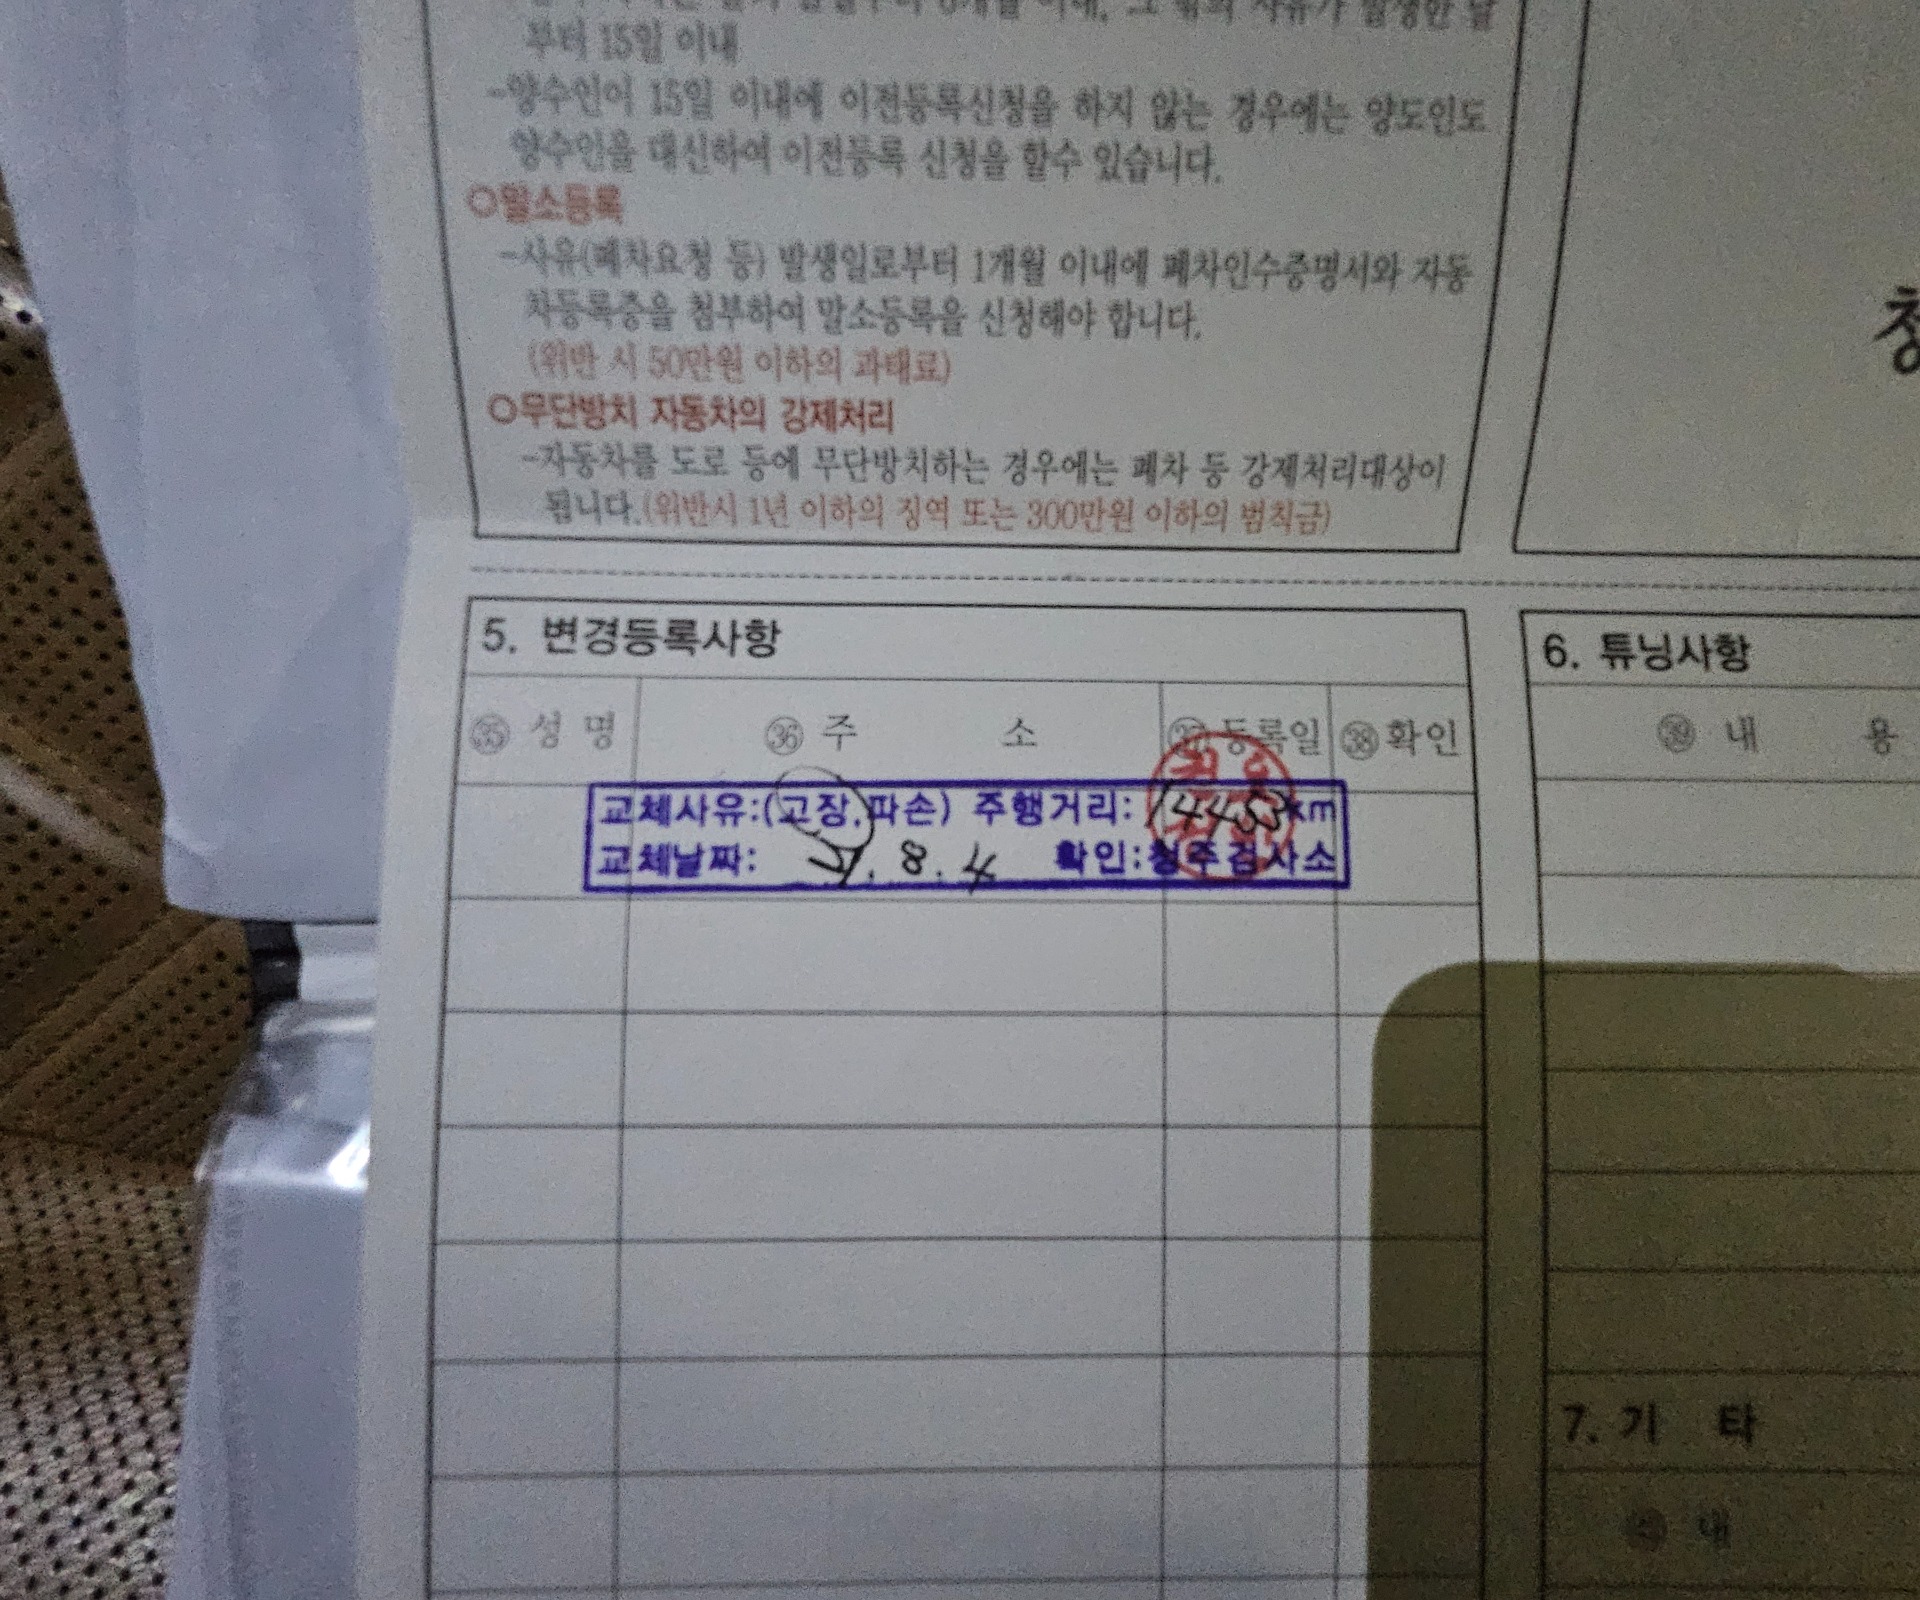 부터 15일 이내
-양수인이 15일 이내에 이전등록신청을 하지 않는 경우에는 양도인도
양수인을 대신하여 이전등록 신청을 할수 있습니다.
○말소등록
-사유(폐차요청 등) 발생일로부터 1개월 이내에 폐차인수증명서와 자동
차등록증을 첨부하여 말소등록을 신청해야 합니다.
(위반 시 50만원 이하의 과태료)
○무단방치 자동차의 강제처리
-자동차를 도로 등에 무단방치하는 경우에는 폐차 등 강제처리대상이
됩니다.(위반시 1년 이하의 징역 또는 300만원 이하의 범칙금)
5. 변경등록사항
㉟ 성 명 ㊱ 주 소 ㊲ 등록일 ㊳ 확인
교체사유:(고장,파손) 주행거리: 14453km
교체날짜: 8.4 확인:청주검사소
6. 튜닝사항
㊴ 내 용
7. 기 타
내